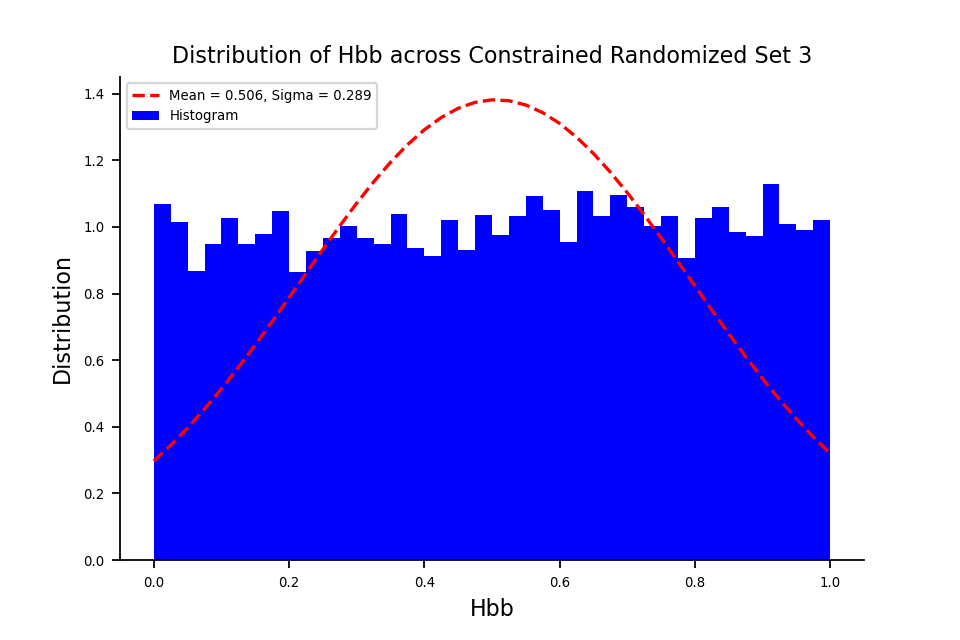 Distribution of Hbb across Constrained Randomized Set 3
Mean = 0.506, Sigma = 0.289
Histogram
Distribution
1.4
1.2
1.0
0.8
0.6
0.4
0.2
0.0
0.0 0.2 0.4 0.6 0.8 1.0
Hbb